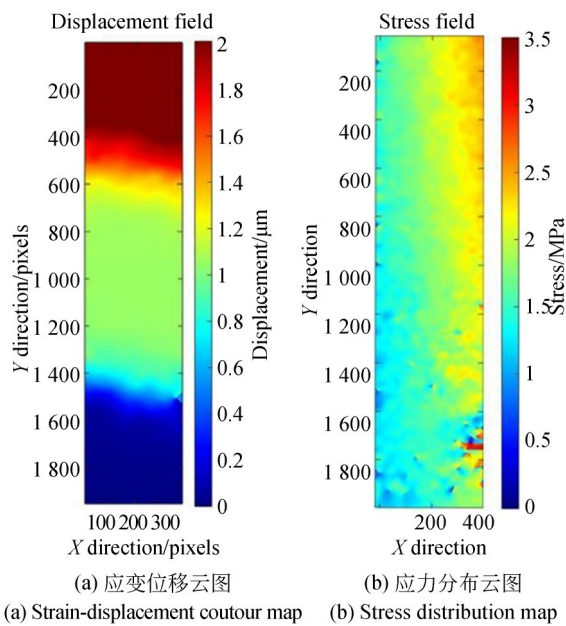 Displacement field
2
1.8
1.6
1.4
1.2
1
0.8
0.6
0.4
0.2
0
200
400
600
800
1 000
1 200
1 400
1 600
1 800
Y direction/pixels
Displacement/μm
100 200 300
X direction/pixels
(a) 应变位移云图
(a) Strain-displacement coutour map
Stress field
3.5
3
2.5
2
1.5
1
0.5
0
200
400
600
800
1 000
1 200
1 400
1 600
1 800
Y direction
Stress/MPa
200 400
X direction
(b) 应力分布云图
(b) Stress distribution map